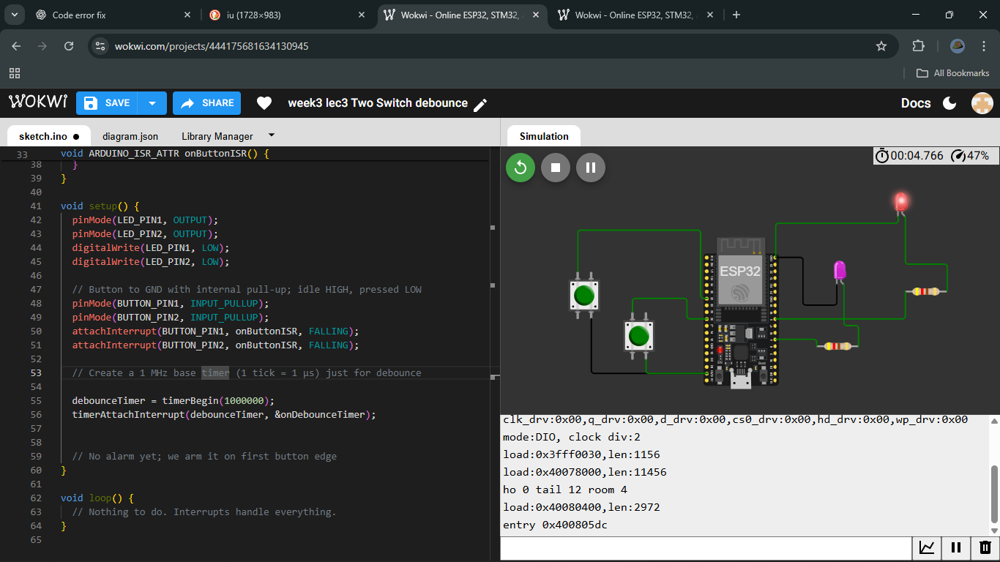 Code error fix
iu (1728×983)
Wokwi - Online ESP32, STM32,
Wokwi - Online ESP32, STM32,
wokwi.com/projects/444175681634130945
All Bookmarks
WOKWI
SAVE
SHARE
week3 lec3 Two Switch debounce
Docs
sketch.ino ●
diagram.json
Library Manager
Simulation
33 void ARDUINO_ISR_ATTR onButtonISR() {
38 }
39 }
40
41 void setup() {
42 pinMode(LED_PIN1, OUTPUT);
43 pinMode(LED_PIN2, OUTPUT);
44 digitalWrite(LED_PIN1, LOW);
45 digitalWrite(LED_PIN2, LOW);
46
47 // Button to GND with internal pull-up; idle HIGH, pressed LOW
48 pinMode(BUTTON_PIN1, INPUT_PULLUP);
49 pinMode(BUTTON_PIN2, INPUT_PULLUP);
50 attachInterrupt(BUTTON_PIN1, onButtonISR, FALLING);
51 attachInterrupt(BUTTON_PIN2, onButtonISR, FALLING);
52
53 // Create a 1 MHz base timer (1 tick = 1 µs) just for debounce
54
55 debounceTimer = timerBegin(1000000);
56 timerAttachInterrupt(debounceTimer, &onDebounceTimer);
57
58
59 // No alarm yet; we arm it on first button edge
60 }
61
62 void loop() {
63 // Nothing to do. Interrupts handle everything.
64 }
65
00:04.766
47%
ESP32
clk_drv:0x00,q_drv:0x00,d_drv:0x00,cs0_drv:0x00,hd_drv:0x00,wp_drv:0x00
mode:DIO, clock div:2
load:0x3fff0030,len:1156
load:0x40078000,len:11456
ho 0 tail 12 room 4
load:0x40080400,len:2972
entry 0x400805dc